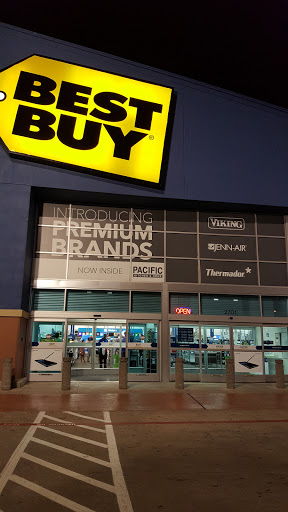 BEST
BUY
INTRODUCING
PREMIUM
BRANDS
NOW INSIDE
PACIFIC
VIKING
JENN-AIR
Thermador
OPEN